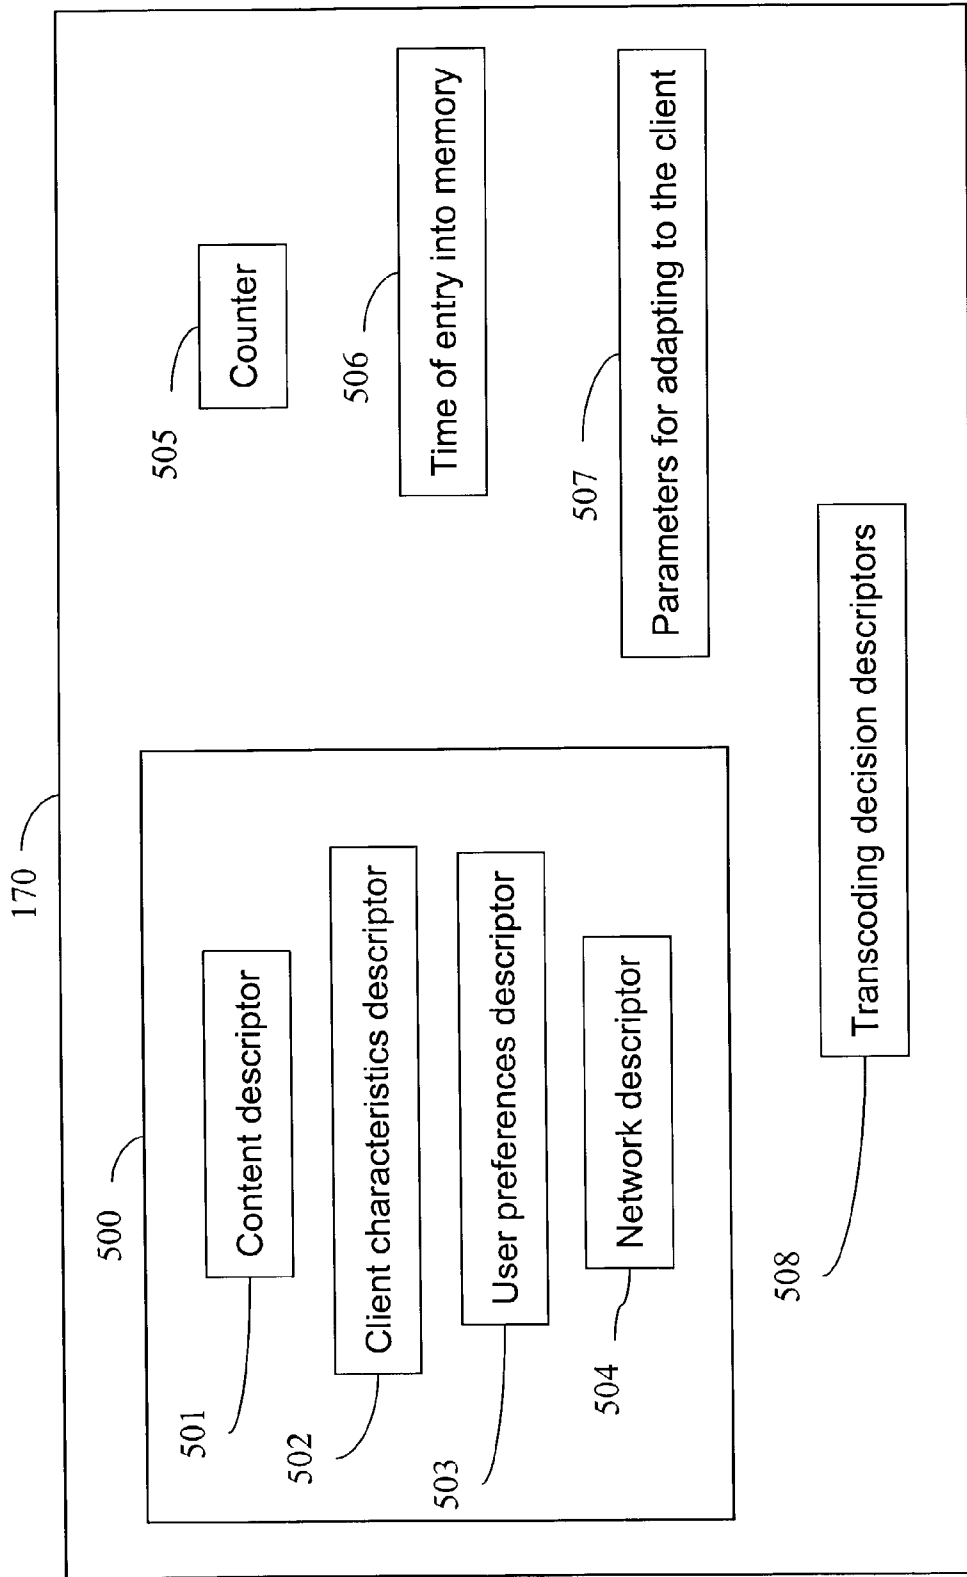 170
500
501
Content descriptor
502
Client characteristics descriptor
503
User preferences descriptor
504
Network descriptor
505
Counter
506
Time of entry into memory
507
Parameters for adapting to the client
508
Transcoding decision descriptors